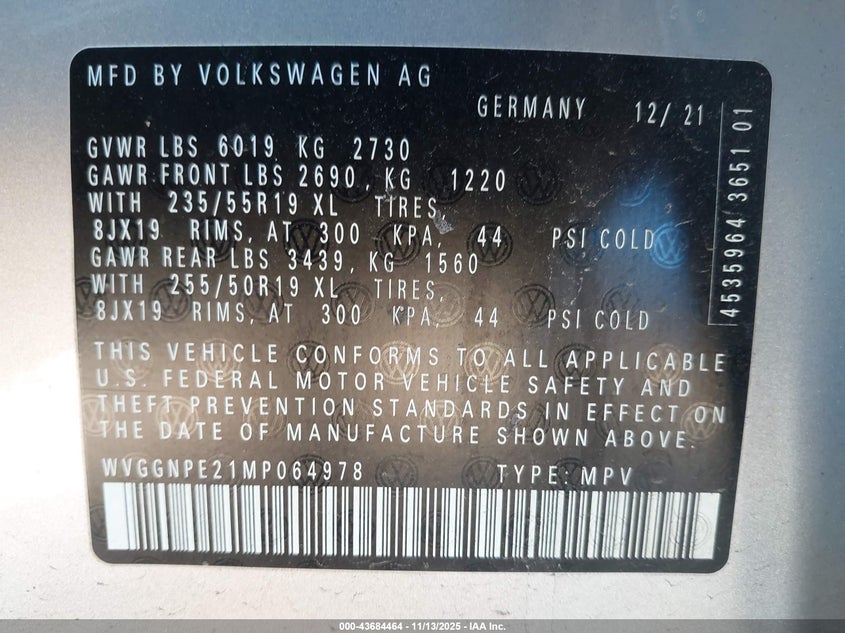 MFD BY VOLKSWAGEN AG
GERMANY 12/ 21
GVWR LBS 6019 KG 2730
GAWR FRONT LBS 2690, KG 1220
WITH 235/55R19 XL TIRES,
8JX19 RIMS, AT 300 KPA, 44 PSI COLD
GAWR REAR LBS 3439, KG 1560
WITH 255/50R19 XL TIRES,
8JX19 RIMS, AT 300 KPA, 44 PSI COLD
THIS VEHICLE CONFORMS TO ALL APPLICABLE
U.S. FEDERAL MOTOR VEHICLE SAFETY AND
THEFT PREVENTION STANDARDS IN EFFECT ON
THE DATE OF MANUFACTURE SHOWN ABOVE.
WVGGNPE21MP064978 TYPE: MPV
4535964 3651 01
000-43684464 - 11/13/2025 - IAA Inc.